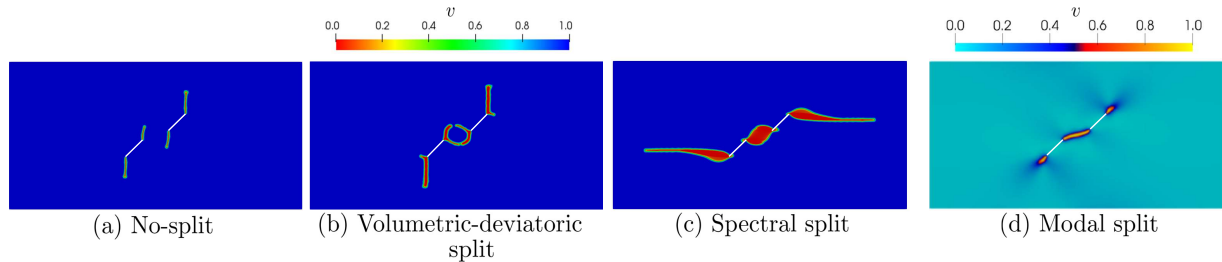 v
0.0 0.2 0.4 0.6 0.8 1.0
v
0.0 0.2 0.4 0.6 0.8 1.0
(a) No-split
(b) Volumetric-deviatoric
split
(c) Spectral split
(d) Modal split